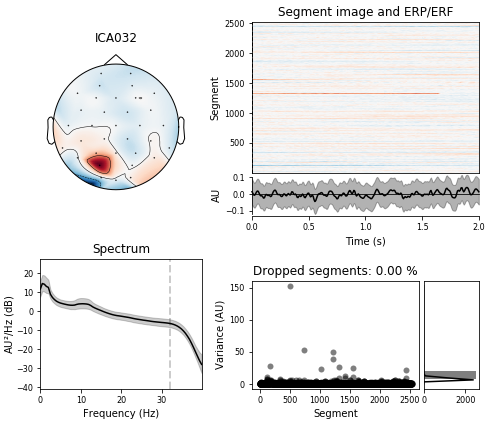 ICA032
Segment image and ERP/ERF
Segment
2500
2000
1500
1000
500
AU
0.1
0.0
−0.1
0.0 0.5 1.0 1.5 2.0
Time (s)
Spectrum
AU²/Hz (dB)
20
10
0
−10
−20
−30
−40
0 10 20 30
Frequency (Hz)
Dropped segments: 0.00 %
Variance (AU)
150
100
50
0
0 500 1000 1500 2000 2500
Segment
0 2000